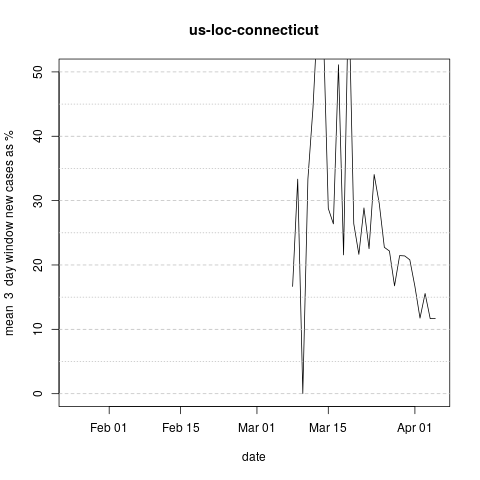 us-loc-connecticut
mean 3 day window new cases as %
50
40
30
20
10
0
Feb 01 Feb 15 Mar 01 Mar 15 Apr 01
date